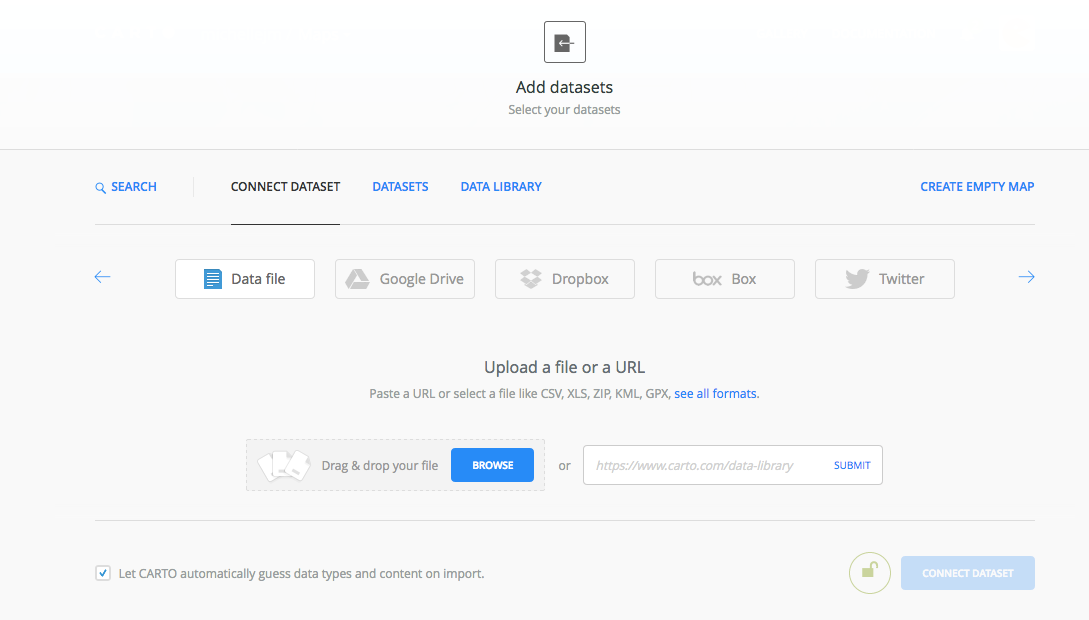 Add datasets
Select your datasets
SEARCH CONNECT DATASET DATASETS DATA LIBRARY CREATE EMPTY MAP
Data file Google Drive Dropbox box Box Twitter
Upload a file or a URL
Paste a URL or select a file like CSV, XLS, ZIP, KML, GPX, see all formats.
Drag & drop your file BROWSE or https://www.carto.com/data-library SUBMIT
Let CARTO automatically guess data types and content on import. CONNECT DATASET